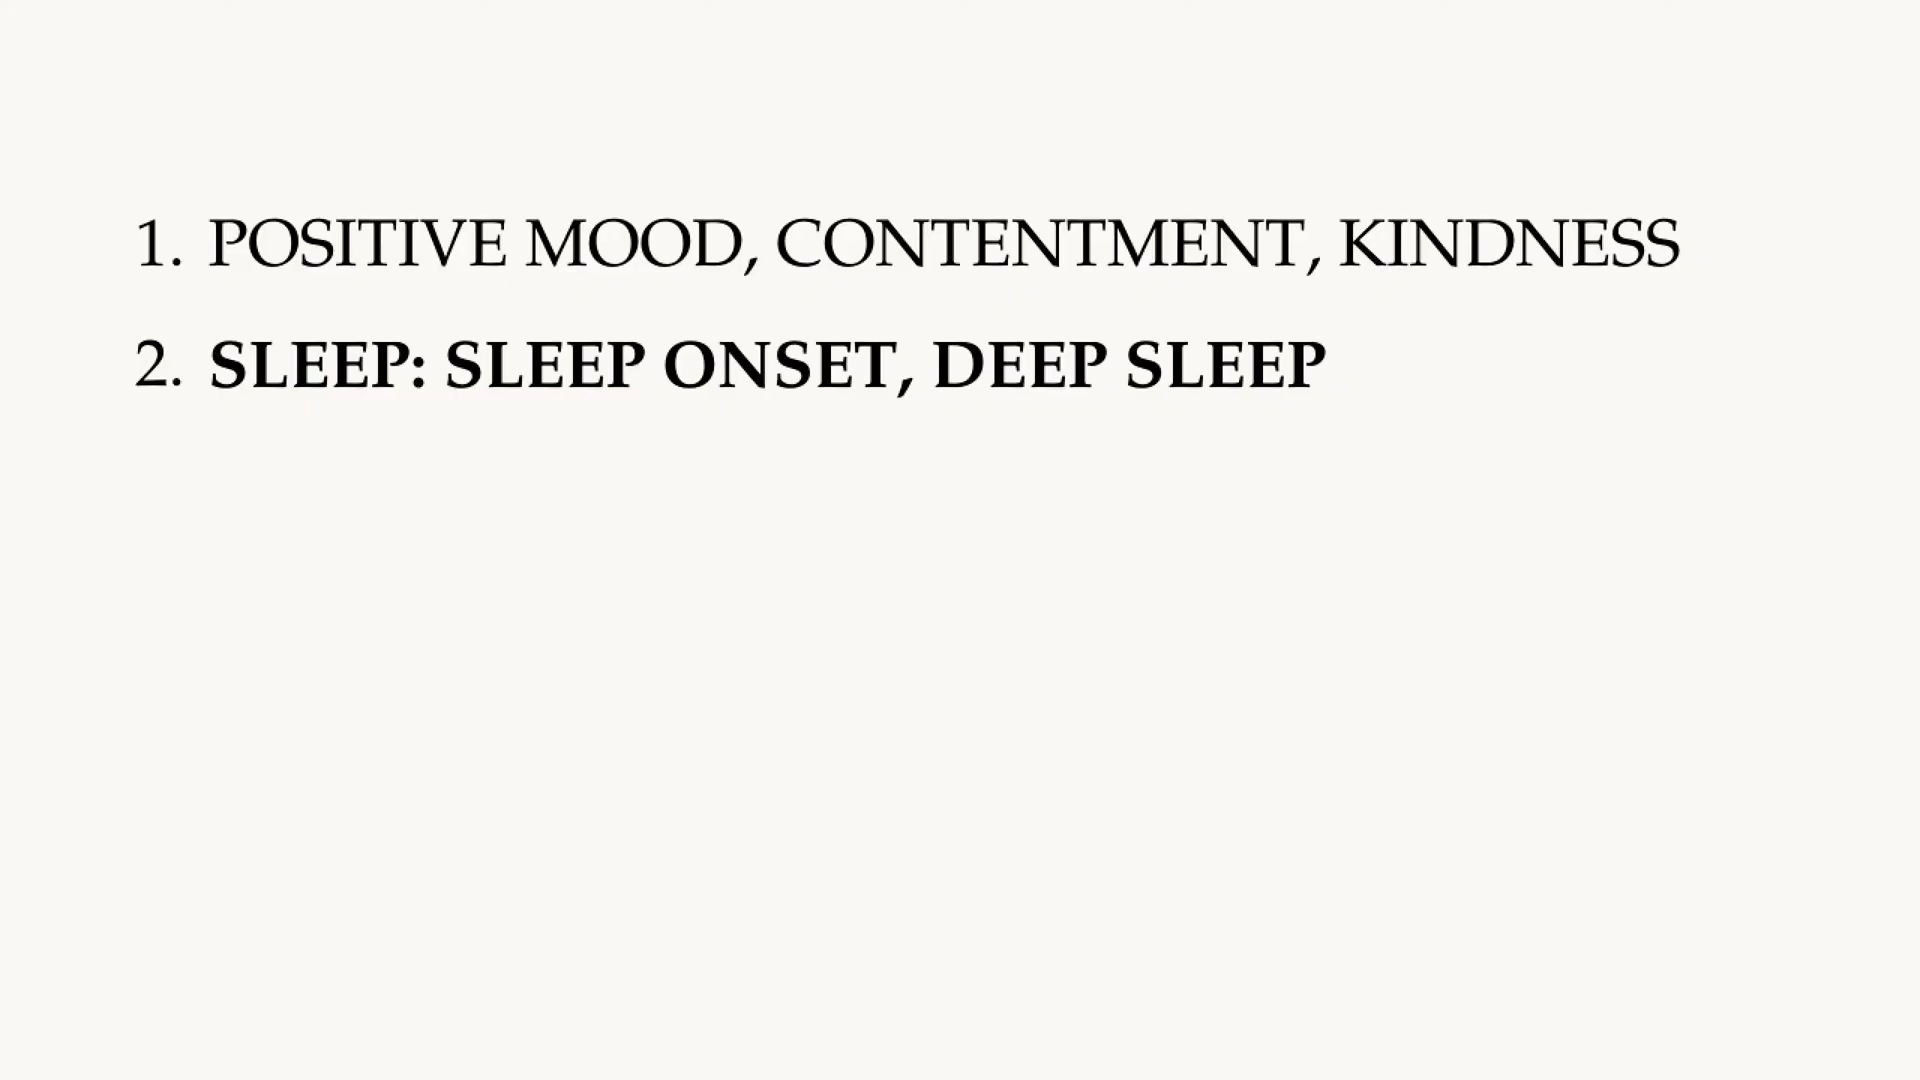 1. POSITIVE MOOD, CONTENTMENT, KINDNESS
2. SLEEP: SLEEP ONSET, DEEP SLEEP